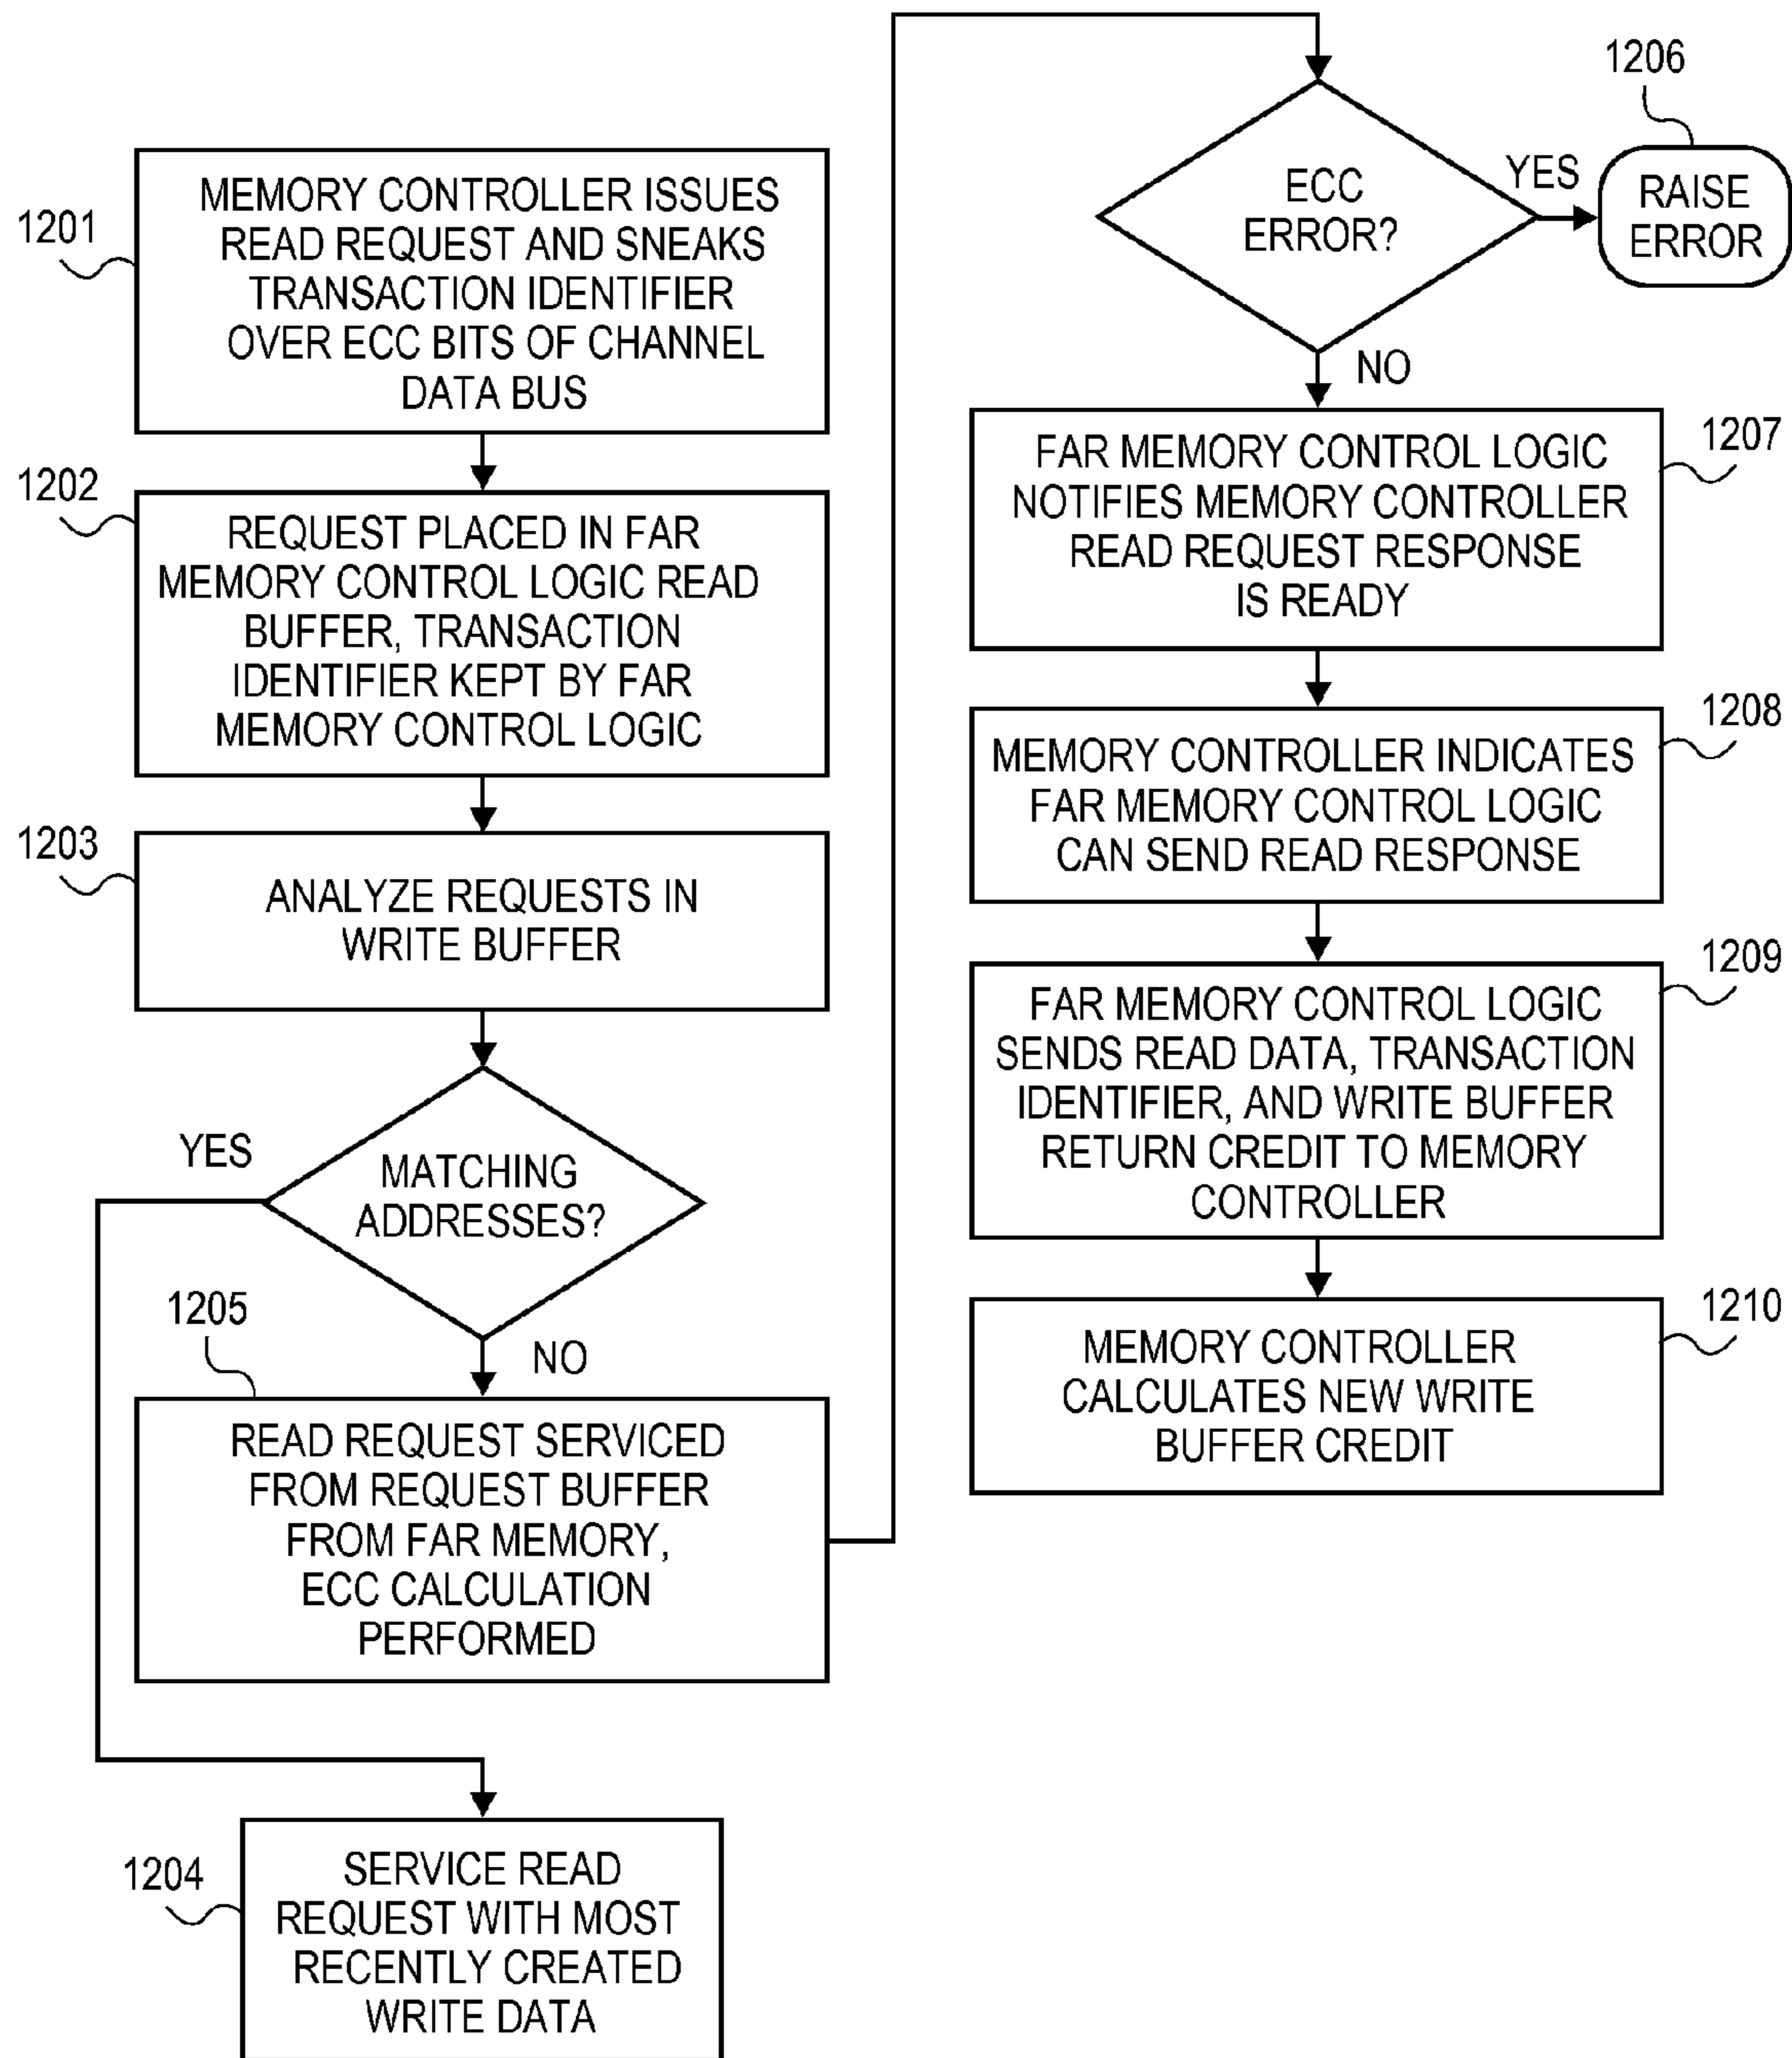 1201
MEMORY CONTROLLER ISSUES
READ REQUEST AND SNEAKS
TRANSACTION IDENTIFIER
OVER ECC BITS OF CHANNEL
DATA BUS
1202
REQUEST PLACED IN FAR
MEMORY CONTROL LOGIC READ
BUFFER, TRANSACTION
IDENTIFIER KEPT BY FAR
MEMORY CONTROL LOGIC
1203
ANALYZE REQUESTS IN
WRITE BUFFER
YES
MATCHING
ADDRESSES?
NO
1205
READ REQUEST SERVICED
FROM REQUEST BUFFER
FROM FAR MEMORY,
ECC CALCULATION
PERFORMED
1204
SERVICE READ
REQUEST WITH MOST
RECENTLY CREATED
WRITE DATA
ECC
ERROR?
YES
1206
RAISE
ERROR
NO
1207
FAR MEMORY CONTROL LOGIC
NOTIFIES MEMORY CONTROLLER
READ REQUEST RESPONSE
IS READY
1208
MEMORY CONTROLLER INDICATES
FAR MEMORY CONTROL LOGIC
CAN SEND READ RESPONSE
1209
FAR MEMORY CONTROL LOGIC
SENDS READ DATA, TRANSACTION
IDENTIFIER, AND WRITE BUFFER
RETURN CREDIT TO MEMORY
CONTROLLER
1210
MEMORY CONTROLLER
CALCULATES NEW WRITE
BUFFER CREDIT